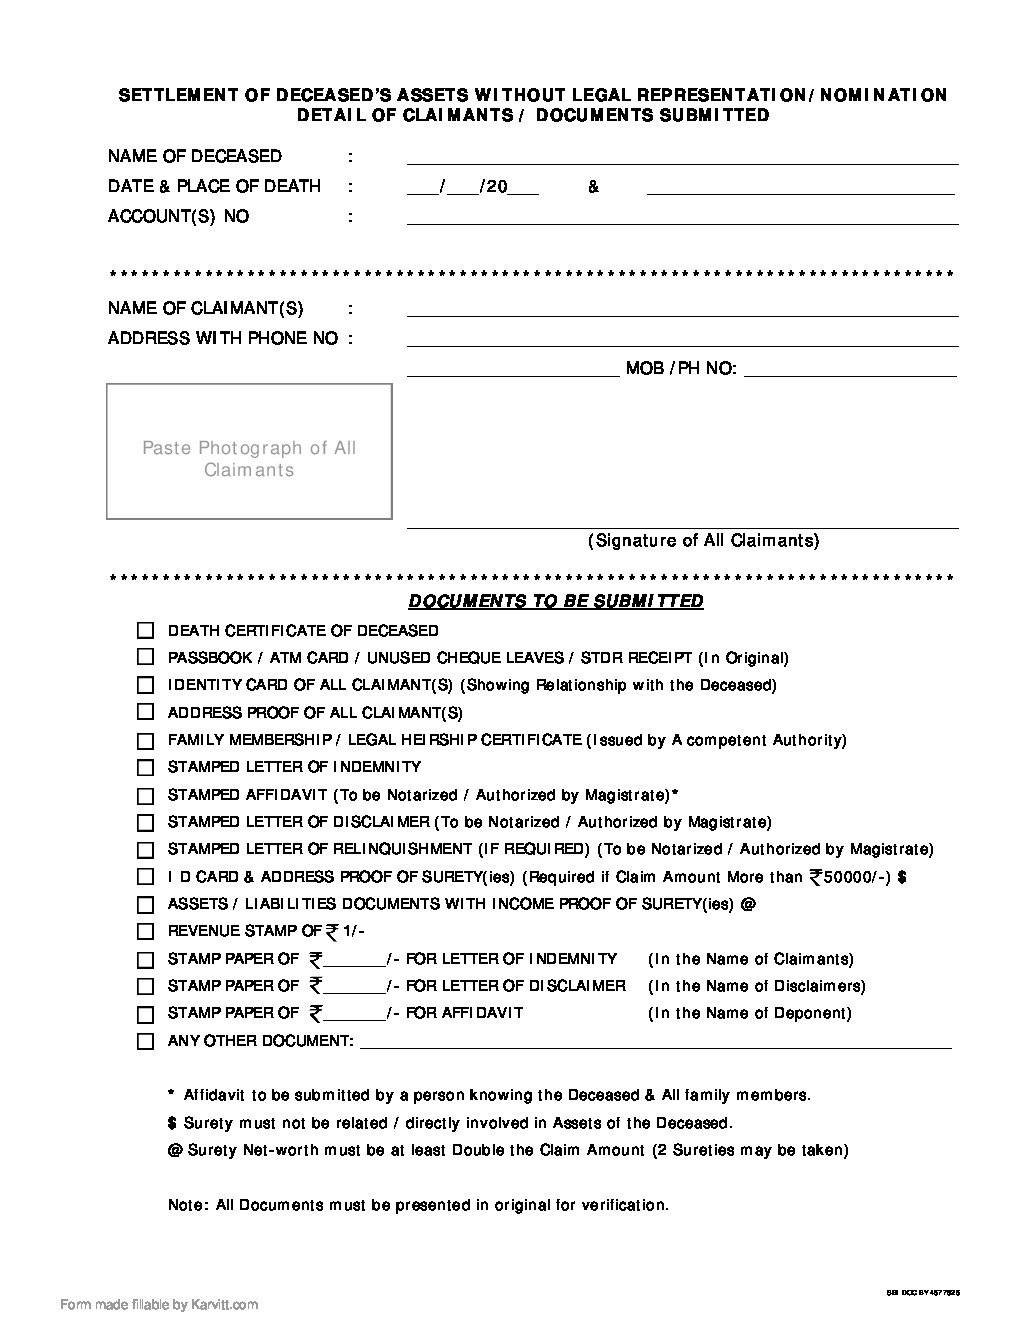 SETTLEMENT OF DECEASED'S ASSETS WITHOUT LEGAL REPRESENTATION/ NOMINATION
DETAIL OF CLAIMANTS / DOCUMENTS SUBMITTED
NAME OF DECEASED : ____________________
DATE & PLACE OF DEATH : ___/___/20___ & ____________________
ACCOUNT(S) NO : ____________________
********************************************************************************
NAME OF CLAIMANT(S) : ____________________
ADDRESS WITH PHONE NO : ____________________
____________________ MOB /PH NO: ____________________
Paste Photograph of All
Claimants
(Signature of All Claimants)
********************************************************************************
DOCUMENTS TO BE SUBMITTED
☐ DEATH CERTIFICATE OF DECEASED
☐ PASSBOOK / ATM CARD / UNUSED CHEQUE LEAVES / STDR RECEIPT (In Original)
☐ IDENTITY CARD OF ALL CLAIMANT(S) (Showing Relationship with the Deceased)
☐ ADDRESS PROOF OF ALL CLAIMANT(S)
☐ FAMILY MEMBERSHIP / LEGAL HEIRSHIP CERTIFICATE (Issued by A competent Authority)
☐ STAMPED LETTER OF INDEMNITY
☐ STAMPED AFFIDAVIT (To be Notarized / Authorized by Magistrate)*
☐ STAMPED LETTER OF DISCLAIMER (To be Notarized / Authorized by Magistrate)
☐ STAMPED LETTER OF RELINQUISHMENT (IF REQUIRED) (To be Notarized / Authorized by Magistrate)
☐ I D CARD & ADDRESS PROOF OF SURETY(ies) (Required if Claim Amount More than ₹50000/-) $
☐ ASSETS / LIABILITIES DOCUMENTS WITH INCOME PROOF OF SURETY(ies) @
☐ REVENUE STAMP OF ₹ 1/-
☐ STAMP PAPER OF ₹_______/- FOR LETTER OF INDEMNITY (In the Name of Claimants)
☐ STAMP PAPER OF ₹_______/- FOR LETTER OF DISCLAIMER (In the Name of Disclaimers)
☐ STAMP PAPER OF ₹_______/- FOR AFFIDAVIT (In the Name of Deponent)
☐ ANY OTHER DOCUMENT: ____________________
* Affidavit to be submitted by a person knowing the Deceased & All family members.
$ Surety must not be related / directly involved in Assets of the Deceased.
@ Surety Net-worth must be at least Double the Claim Amount (2 Sureties may be taken)
Note: All Documents must be presented in original for verification.
DOC BY
Form made fillable by Karvitt.com